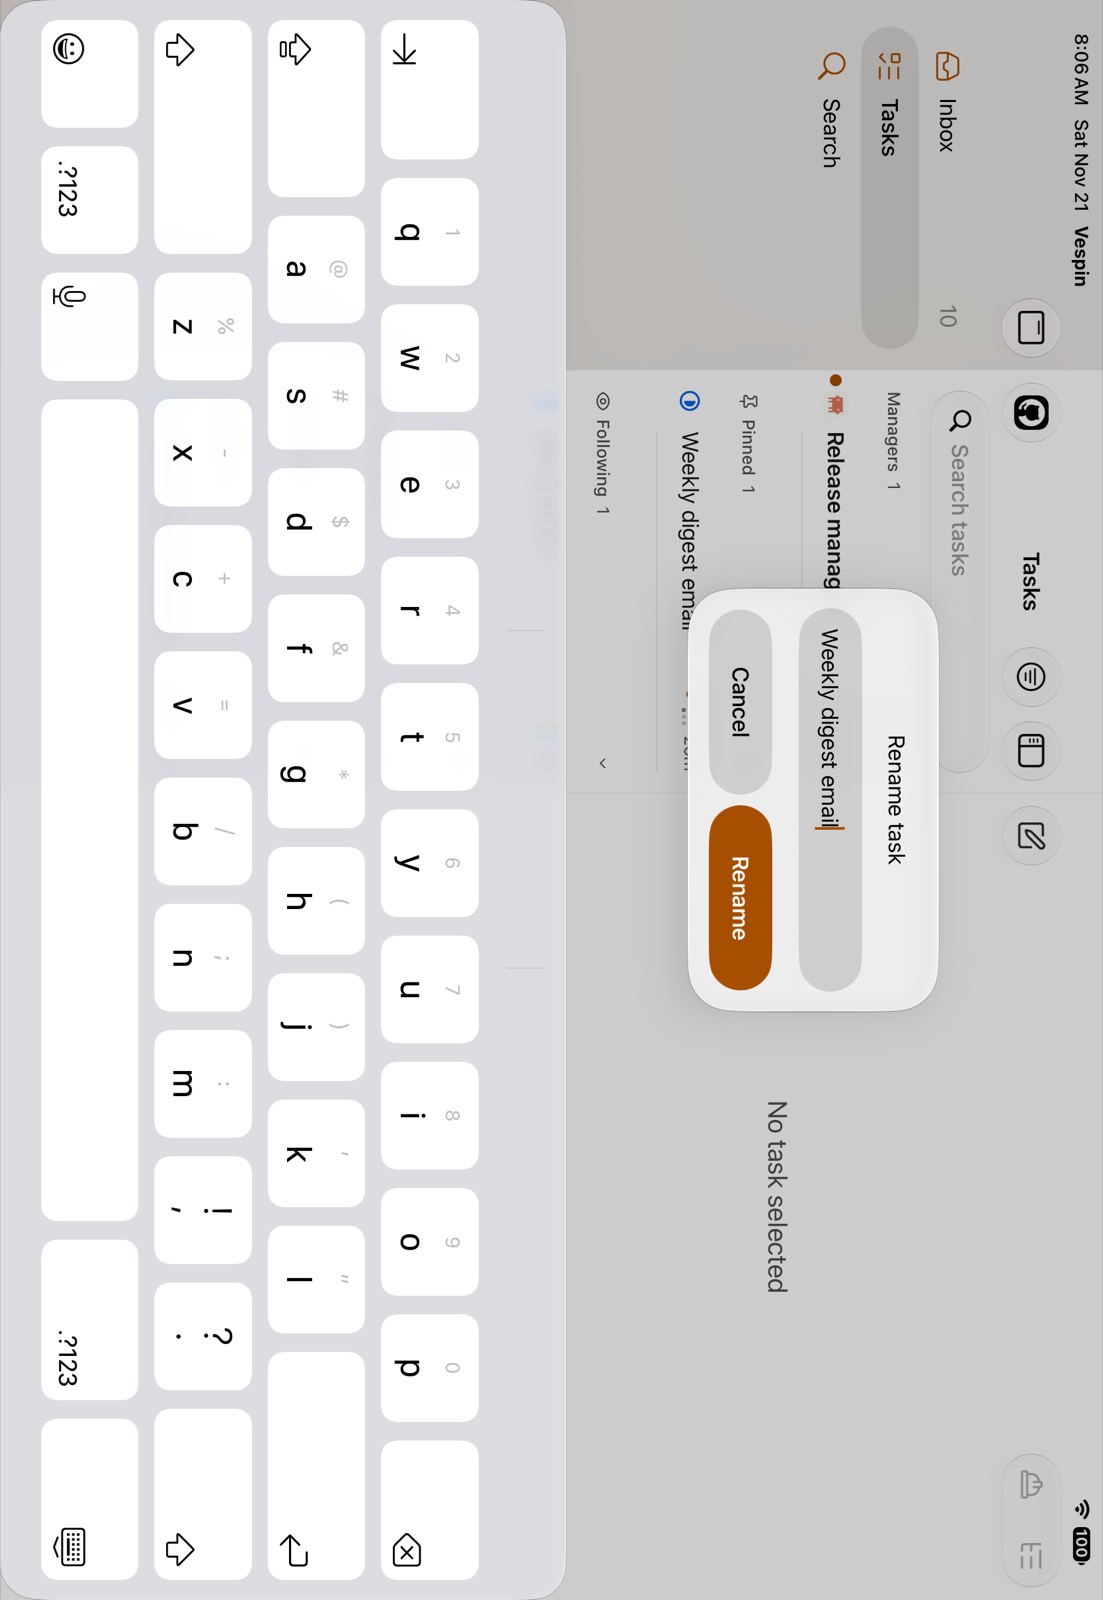 8:06 AM Sat Nov 21 Vespin
100
Tasks
Inbox 10
Tasks
Search
Search tasks
Managers 1
Release manag
Pinned 1
Weekly digest email
Following 1
Rename task
Weekly digest email
Cancel
Rename
No task selected
1 2 3 4 5 6 7 8 9 0
q w e r t y u i o p
@ # $ & * ( ) ' "
a s d f g h j k l
% - + = / ; : ! ?
z x c v b n m , .
.?123 .?123